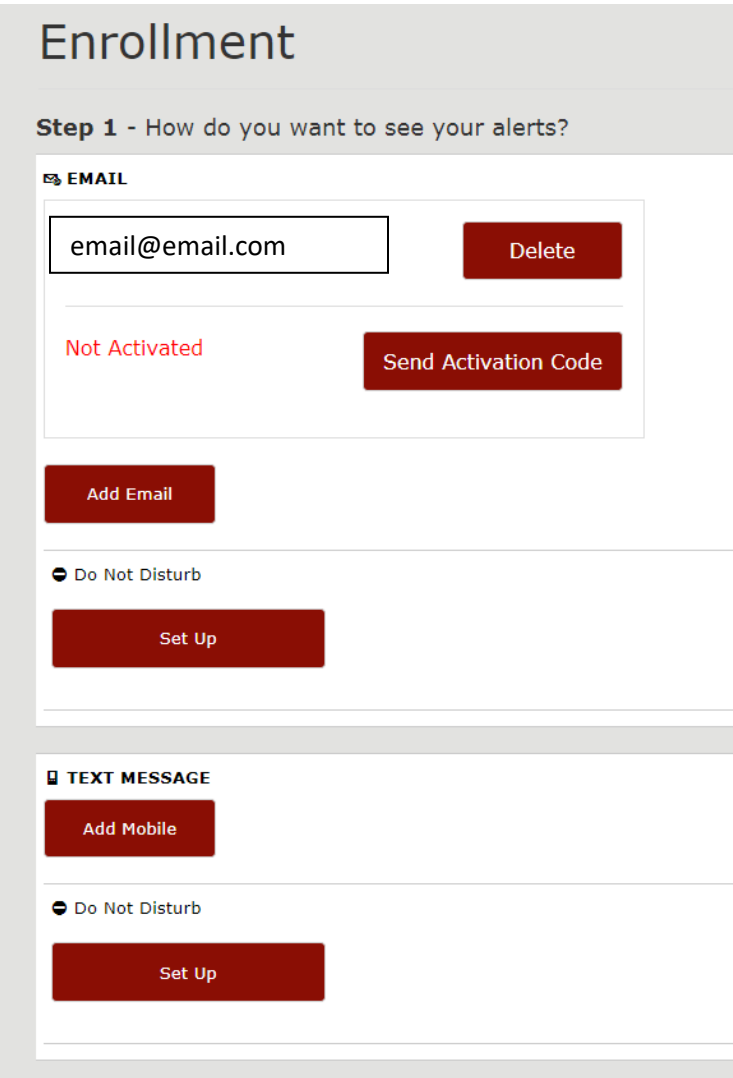 Enrollment
Step 1 - How do you want to see your alerts?
EMAIL
email@email.com
Delete
Not Activated
Send Activation Code
Add Email
Do Not Disturb
Set Up
TEXT MESSAGE
Add Mobile
Do Not Disturb
Set Up